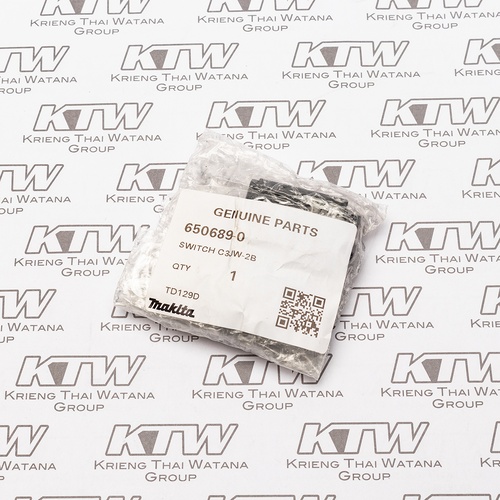 GENUINE PARTS
650689-0
SWITCH C3JW-2B
QTY 1
TD129D
makita
KTW
KRIENG THAI WATANA
GROUP